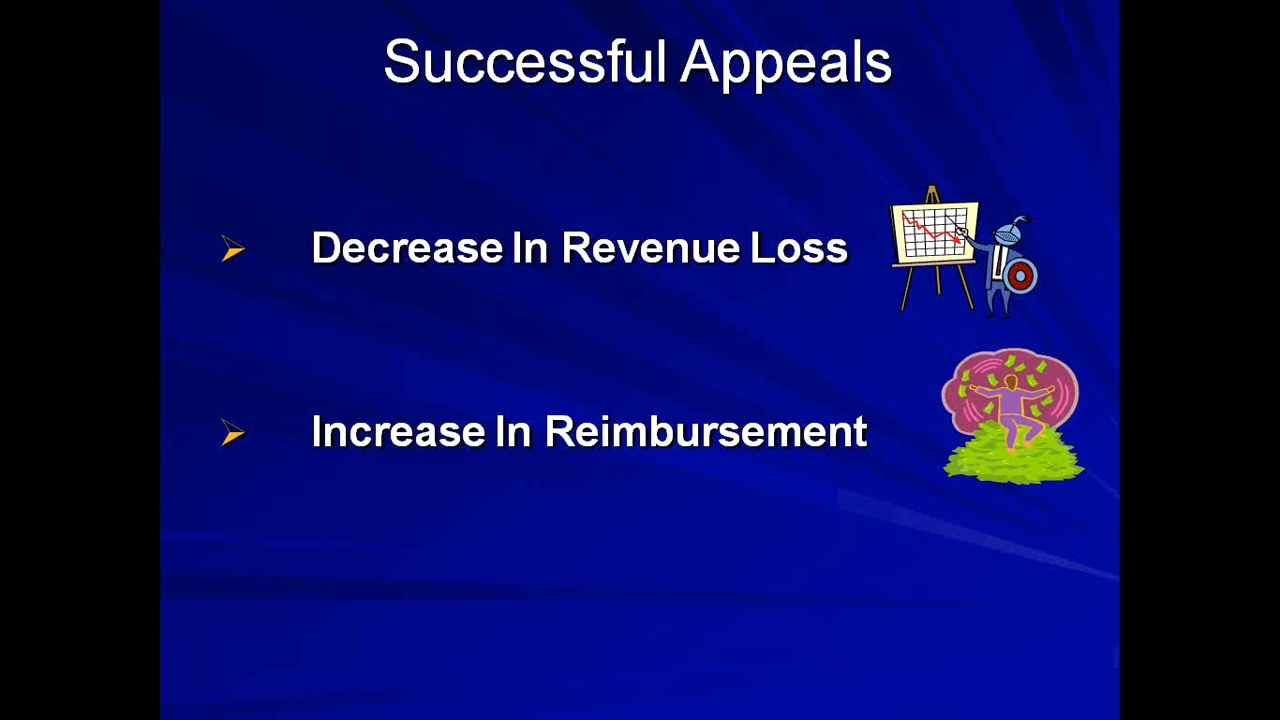 Successful Appeals
Decrease In Revenue Loss
Increase In Reimbursement